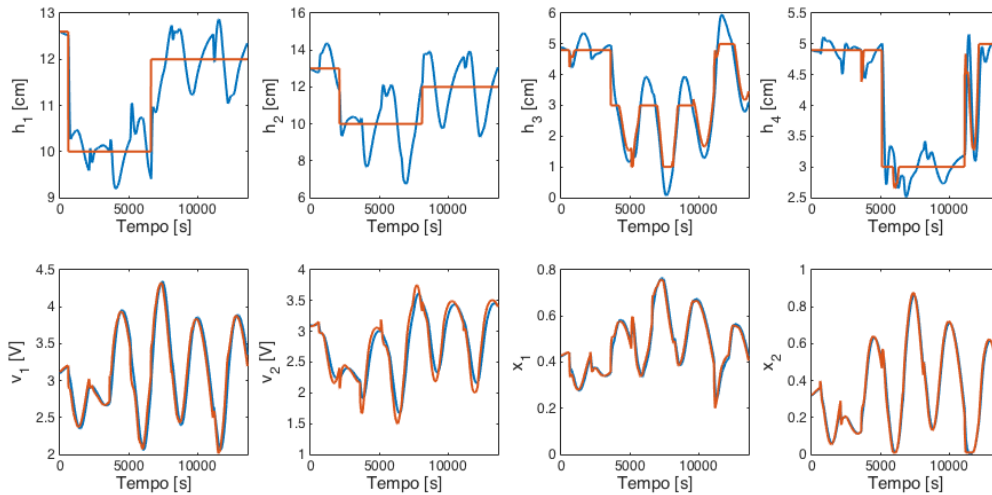 13
12
11
10
9
h1 [cm]
0 5000 10000
Tempo [s]
16
14
12
10
8
6
h2 [cm]
0 5000 10000
Tempo [s]
6
5
4
3
2
1
0
h3 [cm]
0 5000 10000
Tempo [s]
5.5
5
4.5
4
3.5
3
2.5
h4 [cm]
0 5000 10000
Tempo [s]
4.5
4
3.5
3
2.5
2
v1 [V]
0 5000 10000
Tempo [s]
4
3.5
3
2.5
2
1.5
1
v2 [V]
0 5000 10000
Tempo [s]
0.8
0.6
0.4
0.2
0
x1
0 5000 10000
Tempo [s]
1
0.8
0.6
0.4
0.2
0
x2
0 5000 10000
Tempo [s]